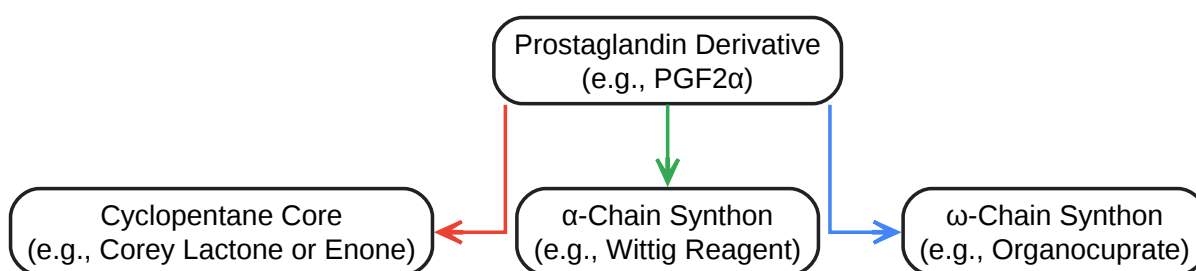 Prostaglandin Derivative
(e.g., PGF2α)
Cyclopentane Core
(e.g., Corey Lactone or Enone)
α-Chain Synthon
(e.g., Wittig Reagent)
ω-Chain Synthon
(e.g., Organocuprate)